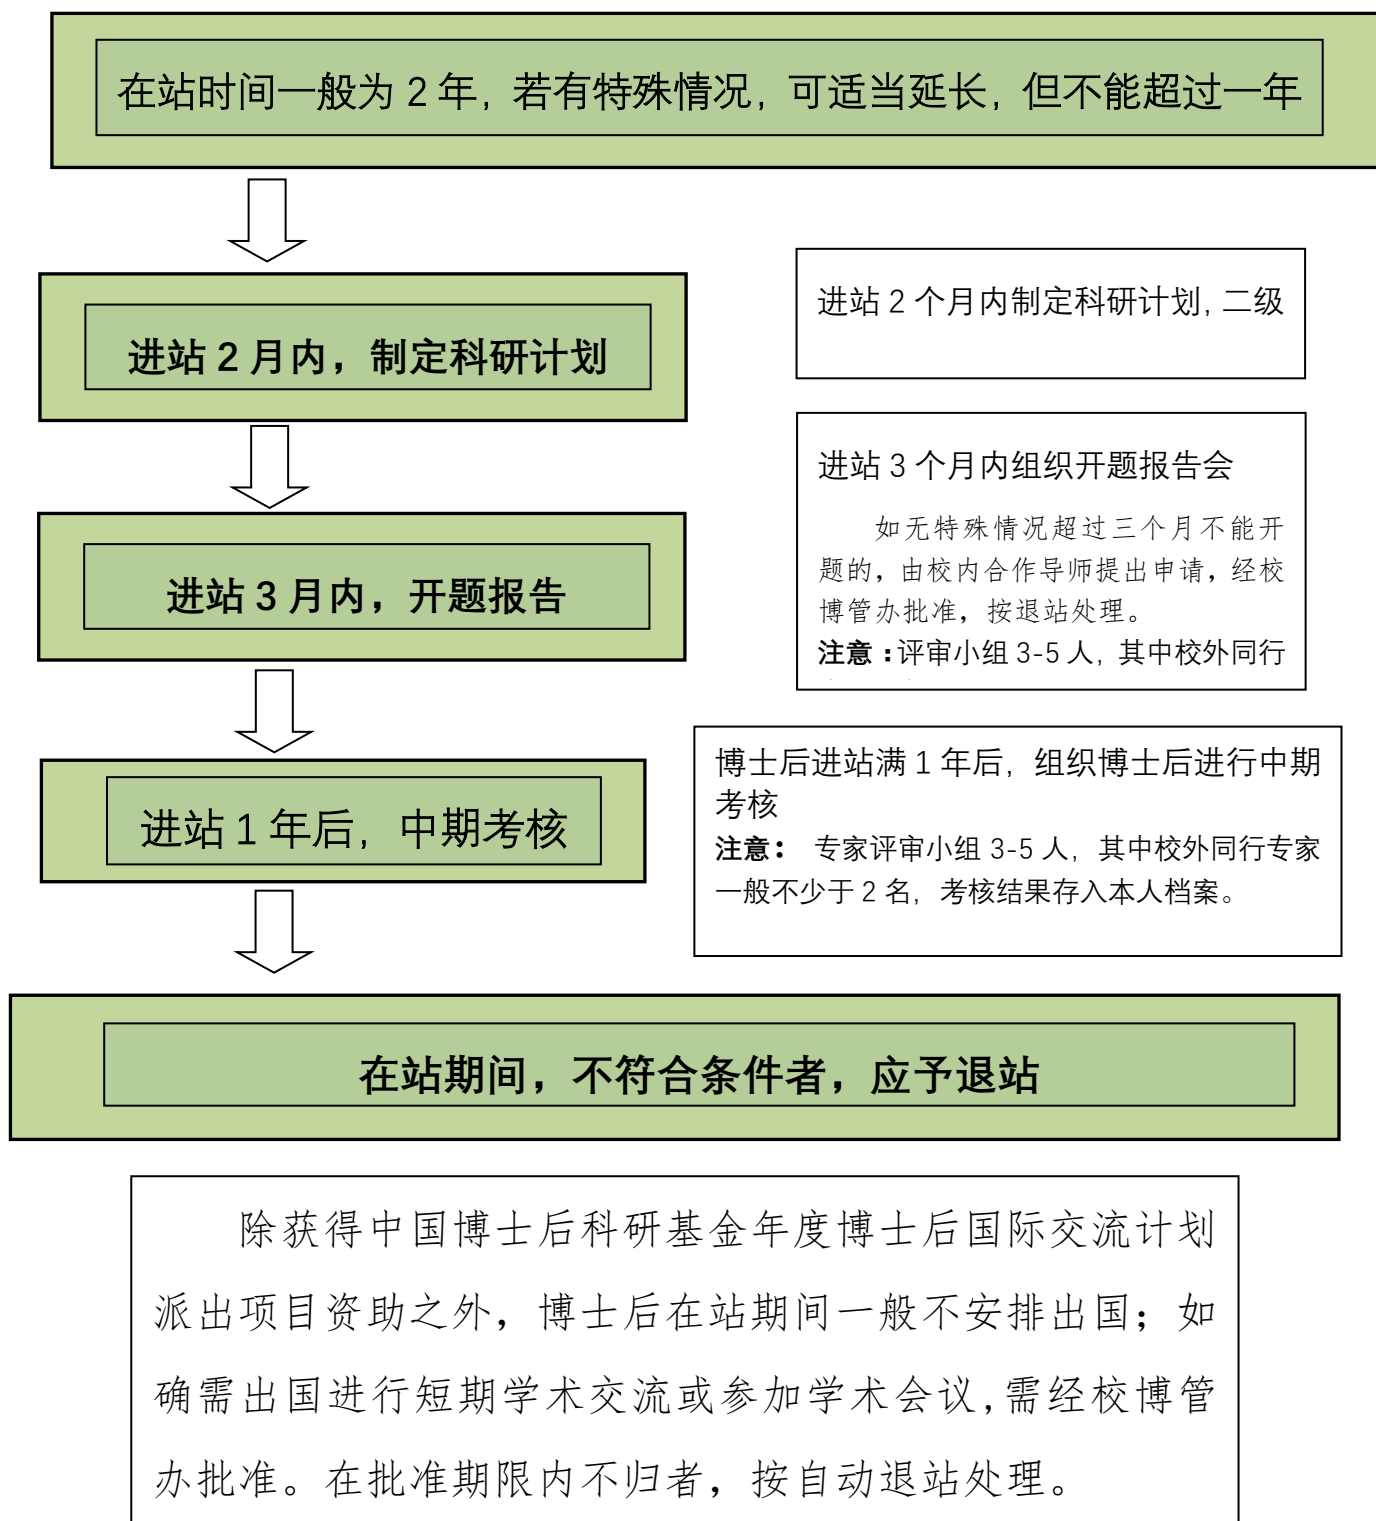 在站时间一般为 2 年，若有特殊情况，可适当延长，但不能超过一年
进站 2 月内，制定科研计划
进站 2 个月内制定科研计划，二级
进站 3 月内，开题报告
进站 3 个月内组织开题报告会
如无特殊情况超过三个月不能开
题的，由校内合作导师提出申请，经校
博管办批准，按退站处理。
注意：评审小组 3-5 人，其中校外同行
进站 1 年后，中期考核
博士后进站满 1 年后，组织博士后进行中期
考核
注意： 专家评审小组 3-5 人，其中校外同行专家
一般不少于 2 名，考核结果存入本人档案。
在站期间，不符合条件者，应予退站
除获得中国博士后科研基金年度博士后国际交流计划
派出项目资助之外，博士后在站期间一般不安排出国；如
确需出国进行短期学术交流或参加学术会议，需经校博管
办批准。在批准期限内不归者，按自动退站处理。